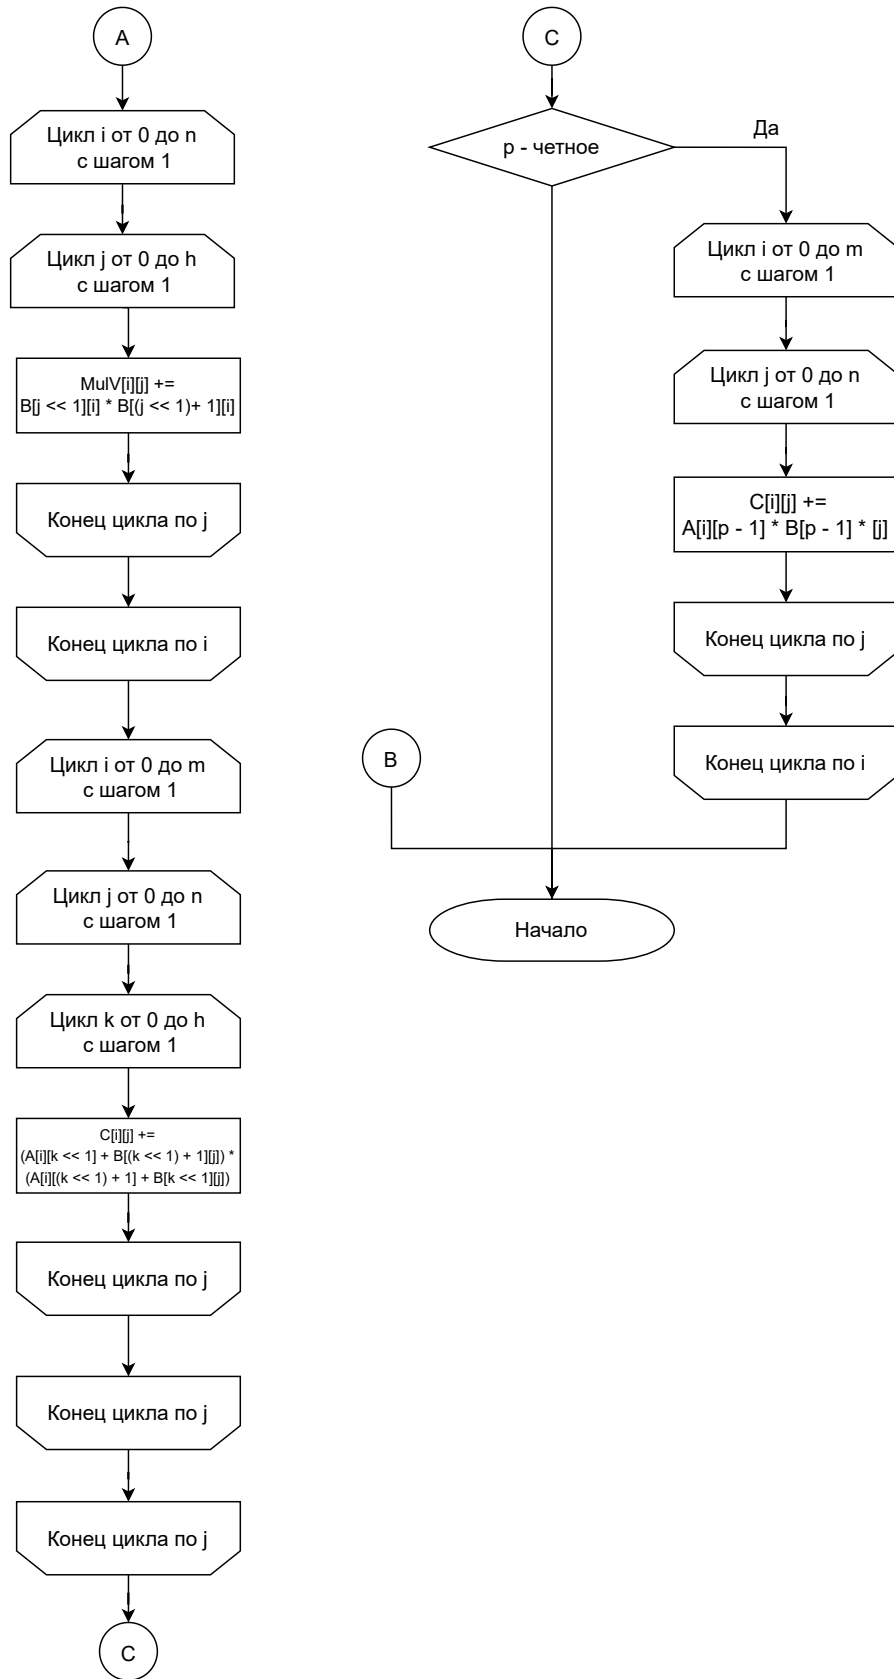 A
Цикл i от 0 до n
с шагом 1
Цикл j от 0 до h
с шагом 1
MulV[i][j] +=
B[j << 1][i] * B[(j << 1)+ 1][i]
Конец цикла по j
Конец цикла по i
Цикл i от 0 до m
с шагом 1
Цикл j от 0 до n
с шагом 1
Цикл k от 0 до h
с шагом 1
C[i][j] +=
(A[i][k << 1] + B[(k << 1) + 1][j]) *
(A[i][(k << 1) + 1] + B[k << 1][j])
Конец цикла по j
Конец цикла по j
Конец цикла по j
C
C
p - четное
Да
Цикл i от 0 до m
с шагом 1
Цикл j от 0 до n
с шагом 1
C[i][j] +=
A[i][p - 1] * B[p - 1] * [j]
Конец цикла по j
Конец цикла по i
B
Начало